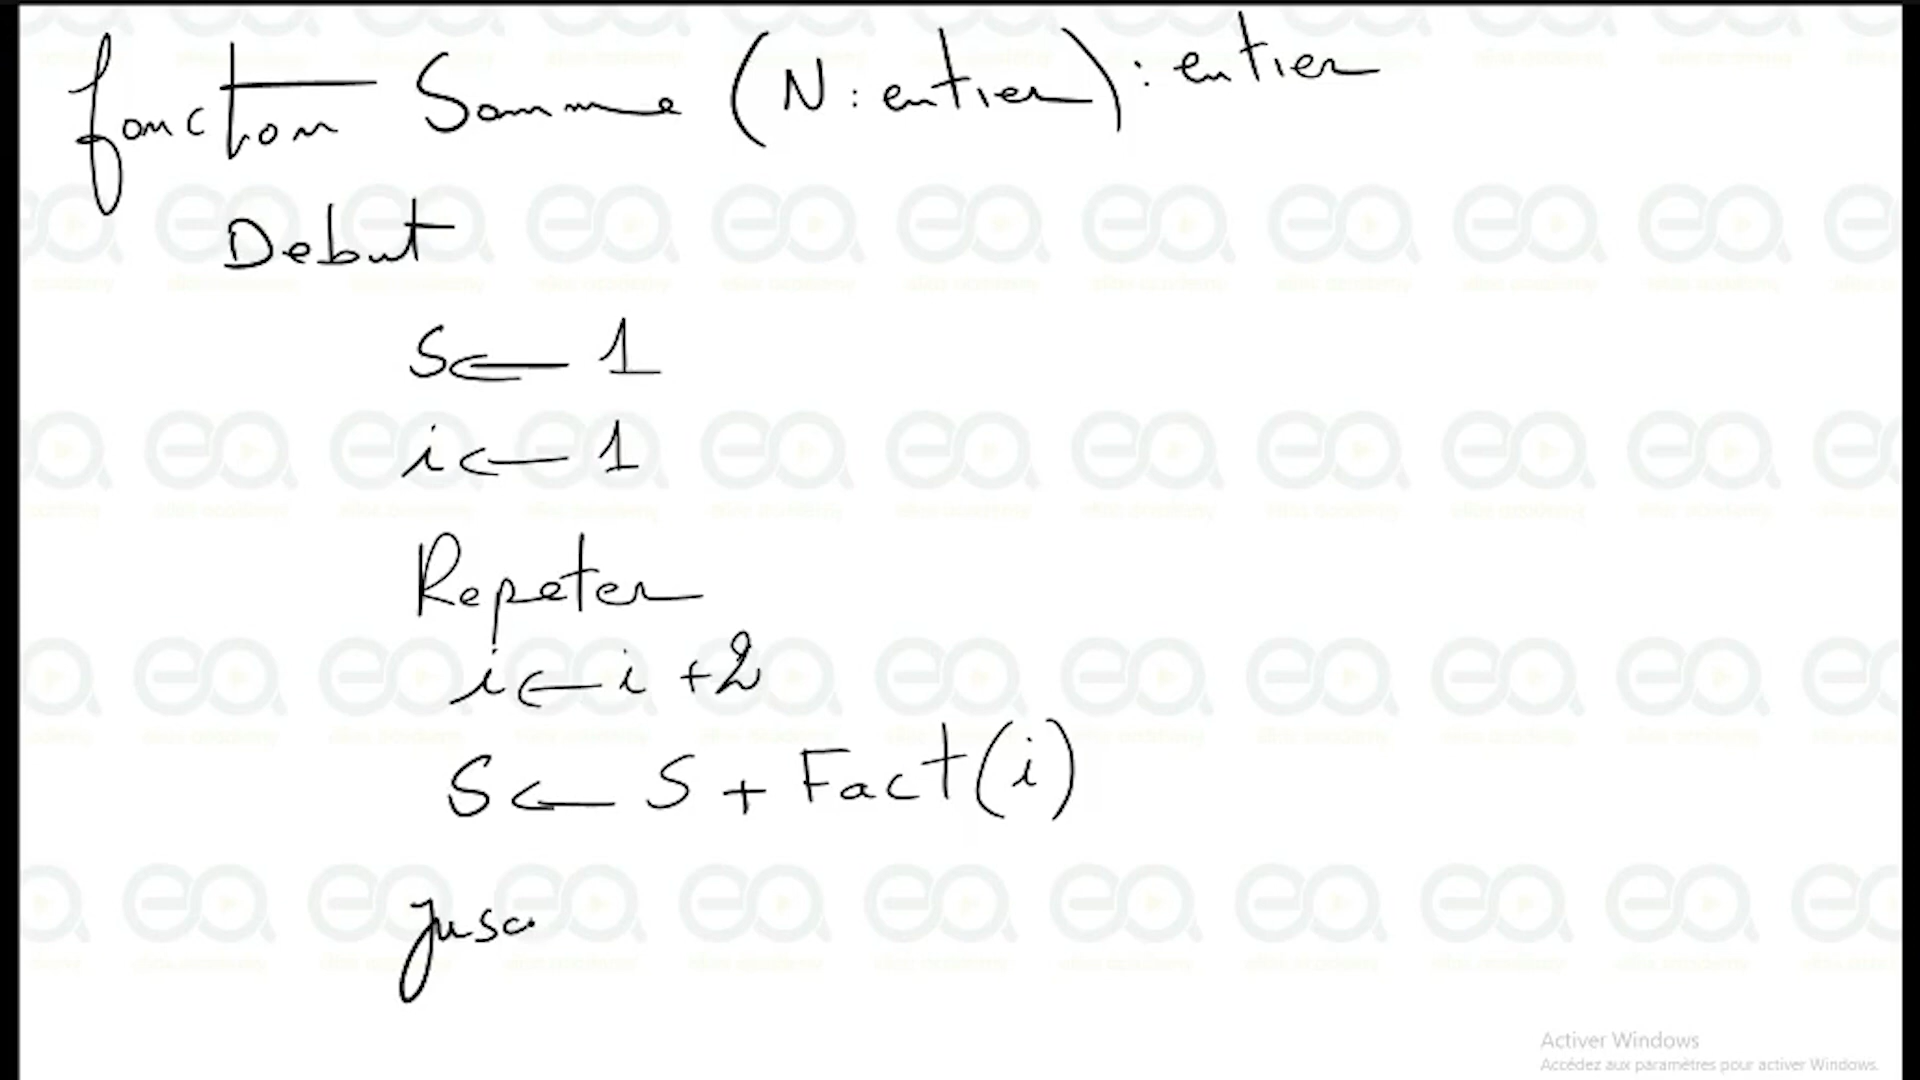 fonction Somme (N: entier): entier
Debut
S ← 1
i ← 1
Repeter
i ← i + 2
S ← S + Fact(i)
Jusq
Activer Windows
Accédez aux paramètres pour activer Windows.